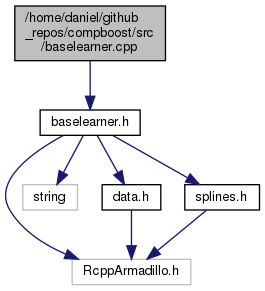 /home/daniel/github
_repos/compboost/src
/baselearner.cpp
baselearner.h
string
data.h
splines.h
RcppArmadillo.h